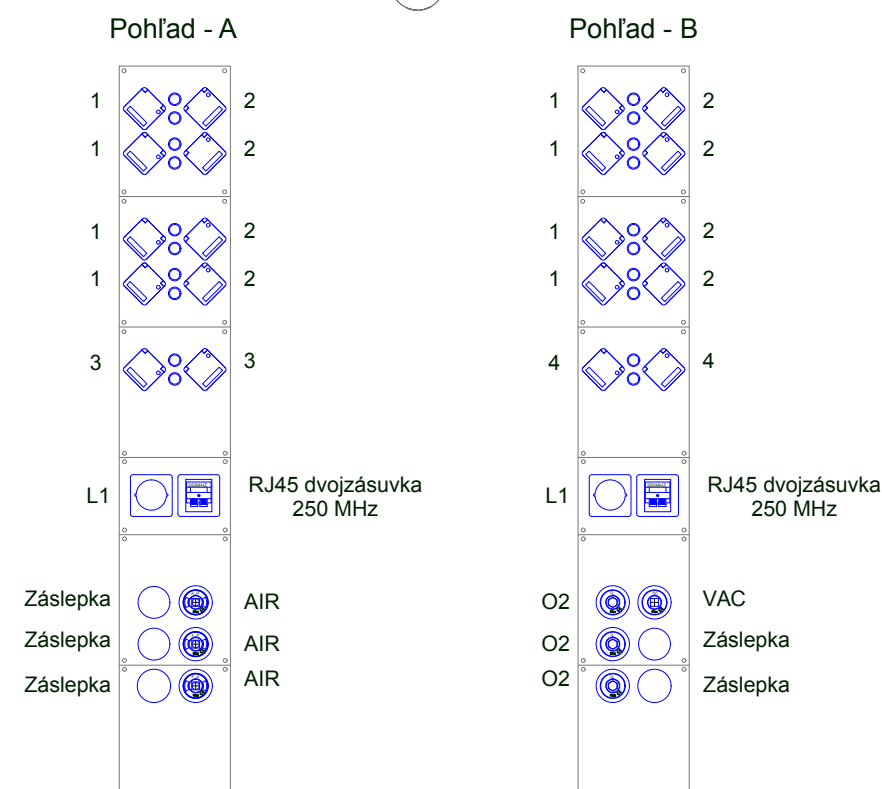 Pohľad - A
1 2
1 2
1 2
1 2
3 3
L1 RJ45 dvojzásuvka
250 MHz
Záslepka AIR
Záslepka AIR
Záslepka AIR
Pohľad - B
1 2
1 2
1 2
1 2
4 4
L1 RJ45 dvojzásuvka
250 MHz
O2 VAC
O2 Záslepka
O2 Záslepka